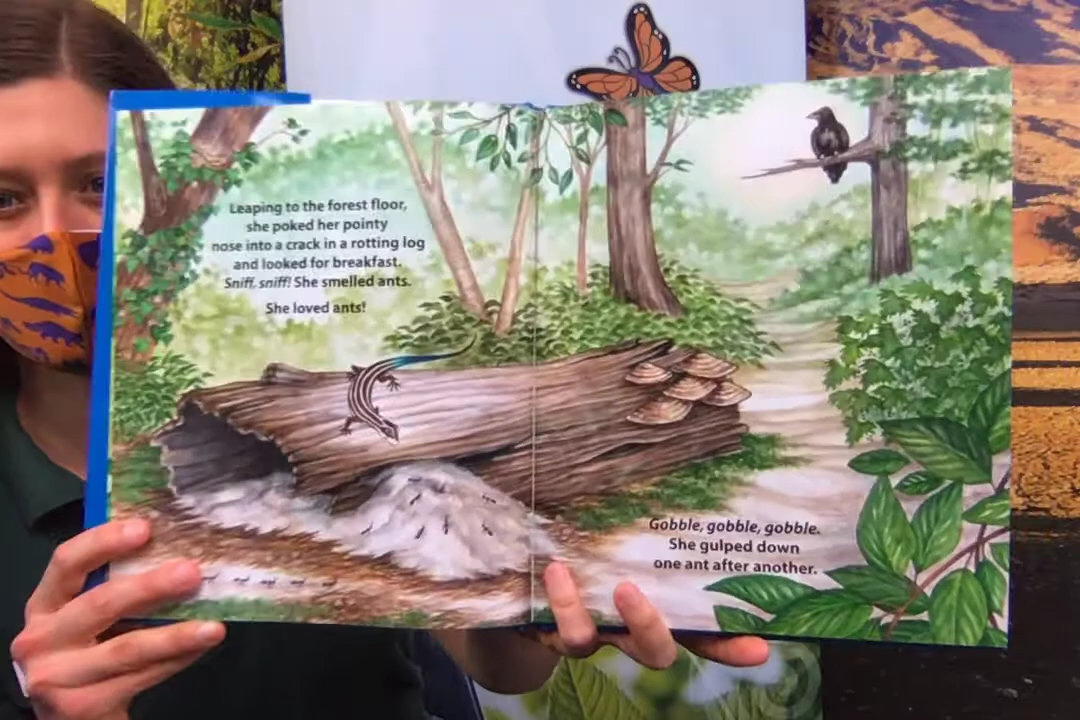 Leaping to the forest floor,
she poked her pointy
nose into a crack in a rotting log
and looked for breakfast.
Sniff, sniff! She smelled ants.
She loved ants!
Gobble, gobble, gobble.
She gulped down
one ant after another.